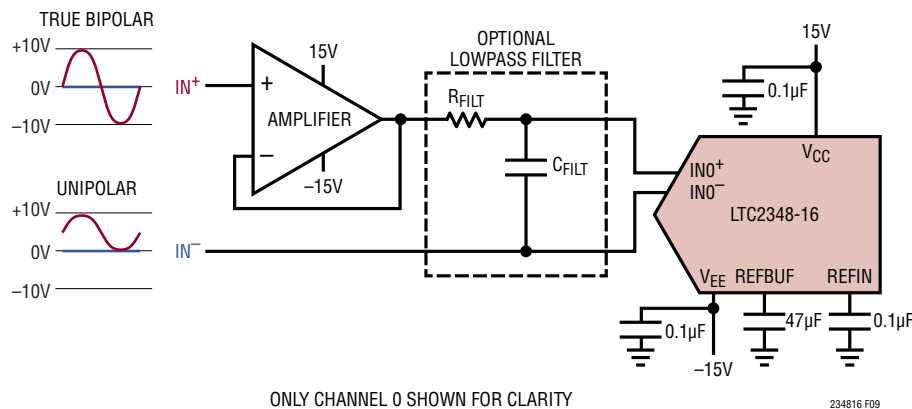 TRUE BIPOLAR
+10V
0V
–10V
UNIPOLAR
+10V
0V
–10V
IN+
IN–
15V
+
AMPLIFIER
–
–15V
OPTIONAL
LOWPASS FILTER
RFILT
CFILT
15V
0.1µF
VCC
IN0+
IN0–
LTC2348-16
VEE REFBUF REFIN
0.1µF
47µF
0.1µF
–15V
ONLY CHANNEL 0 SHOWN FOR CLARITY
234816 F09